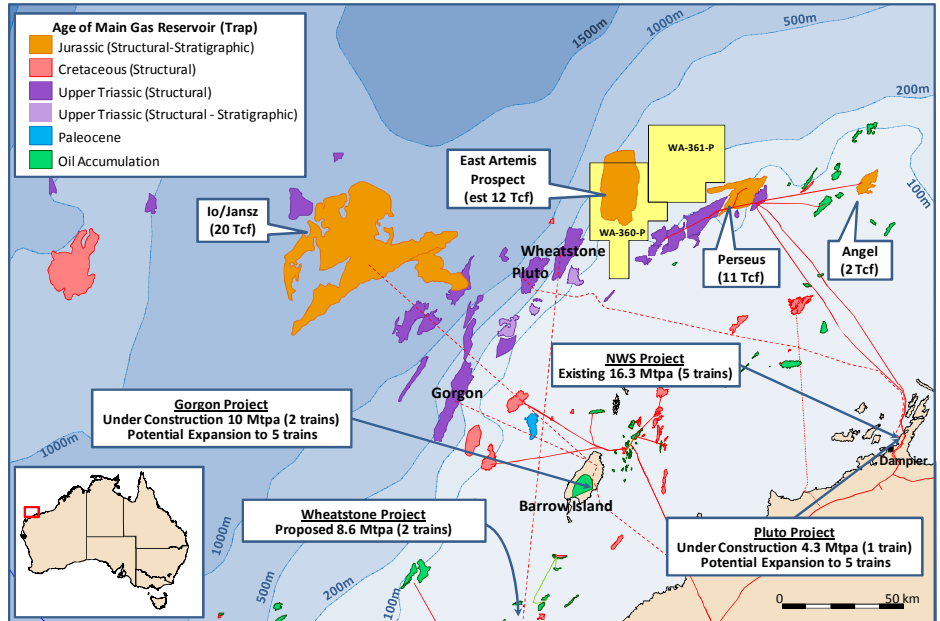 Age of Main Gas Reservoir (Trap)
Jurassic (Structural-Stratigraphic)
Cretaceous (Structural)
Upper Triassic (Structural)
Upper Triassic (Structural - Stratigraphic)
Paleocene
Oil Accumulation
1500m
1000m
500m
200m
100m
WA-361-P
East Artemis
Prospect
(est 12 Tcf)
WA-360-P
Io/Jansz
(20 Tcf)
Perseus
(11 Tcf)
Angel
(2 Tcf)
Wheatstone
Pluto
Gorgon
NWS Project
Existing 16.3 Mtpa (5 trains)
Gorgon Project
Under Construction 10 Mtpa (2 trains)
Potential Expansion to 5 trains
1000m
Dampier
Barrow Island
Wheatstone Project
Proposed 8.6 Mtpa (2 trains)
Pluto Project
Under Construction 4.3 Mtpa (1 train)
Potential Expansion to 5 trains
1000m
500m
200m
100m
0
50 km